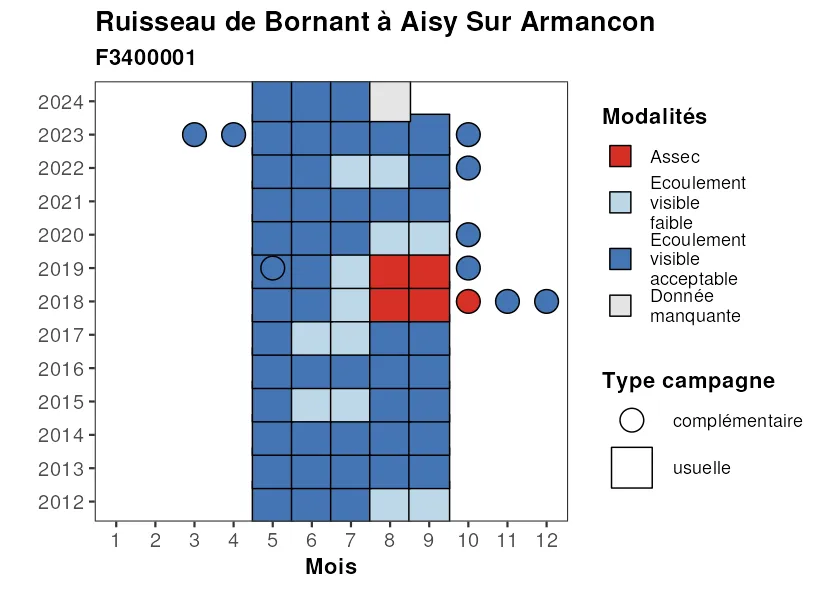 Ruisseau de Bornant à Aisy Sur Armancon
F3400001
2024
2023
2022
2021
2020
2019
2018
2017
2016
2015
2014
2013
2012
1 2 3 4 5 6 7 8 9 10 11 12
Mois
Modalités
Assec
Ecoulement
visible
faible
Ecoulement
visible
acceptable
Donnée
manquante
Type campagne
complémentaire
usuelle